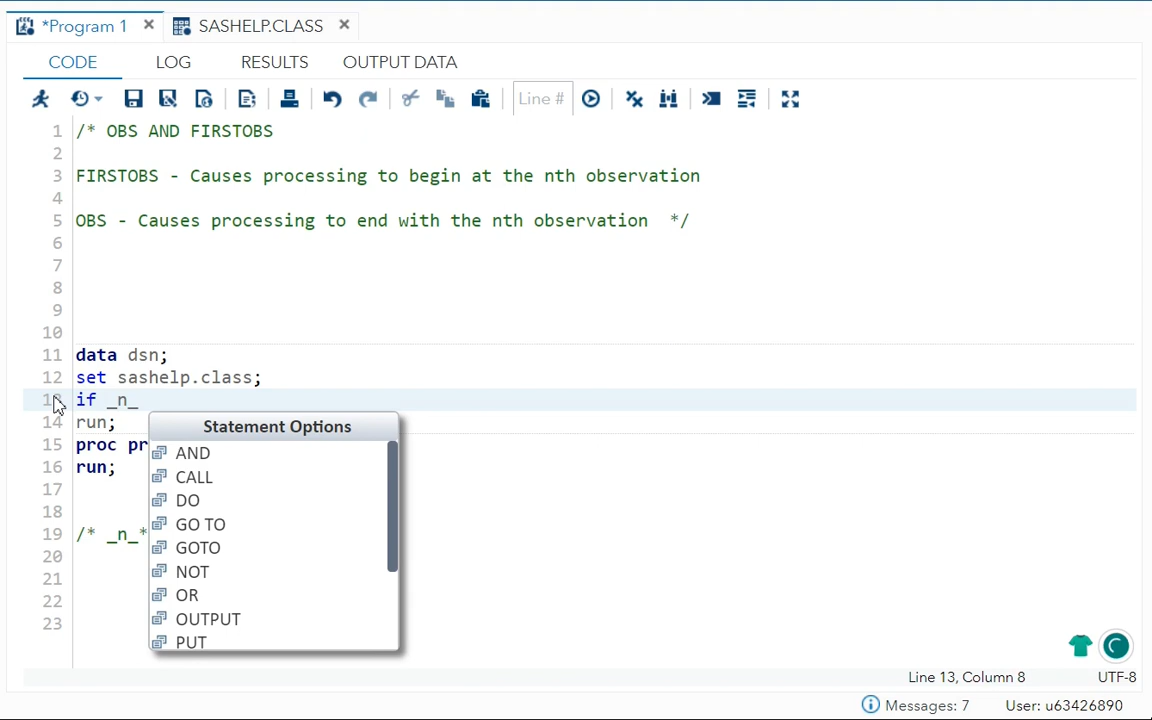 *Program 1 × SASHELP.CLASS ×
CODE LOG RESULTS OUTPUT DATA
Line #
1 /* OBS AND FIRSTOBS
2
3 FIRSTOBS - Causes processing to begin at the nth observation
4
5 OBS - Causes processing to end with the nth observation */
6
7
8
9
10
11 data dsn;
12 set sashelp.class;
13 if _n_
14 run;
15 proc pr
16 run;
17
18
19 /* _n_*
20
21
22
23
Statement Options
AND
CALL
DO
GO TO
GOTO
NOT
OR
OUTPUT
PUT
Line 13, Column 8 UTF-8
Messages: 7 User: u63426890